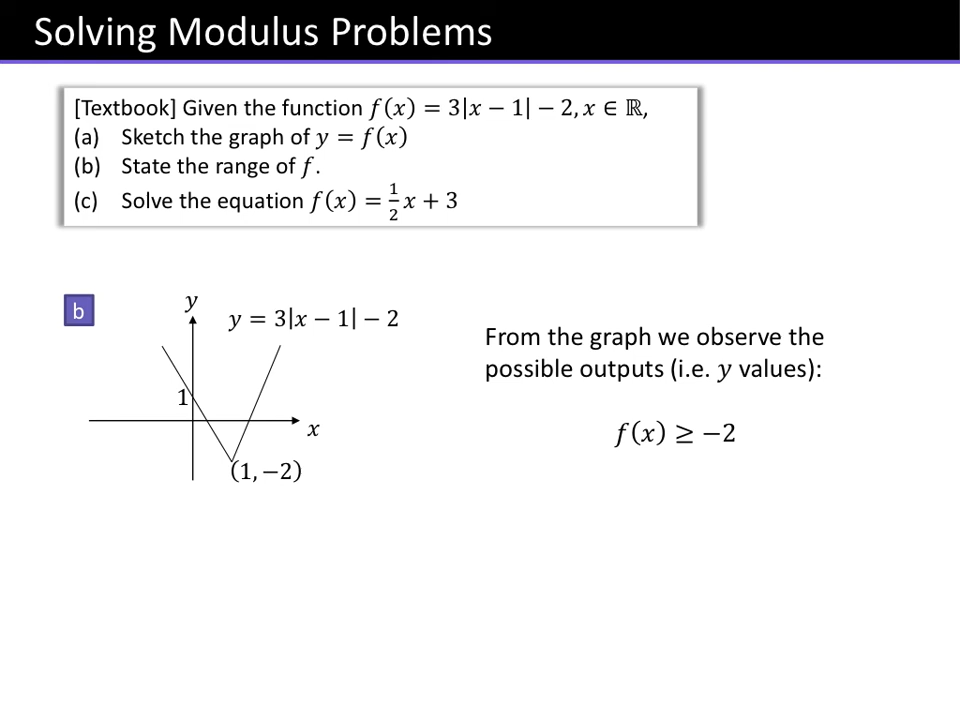 Solving Modulus Problems
[Textbook] Given the function f(x) = 3|x − 1| − 2, x ∈ ℝ,
(a) Sketch the graph of y = f(x)
(b) State the range of f.
(c) Solve the equation f(x) = 1/2 x + 3
b
y
y = 3|x − 1| − 2
1
x
(1, −2)
From the graph we observe the
possible outputs (i.e. y values):
f(x) ≥ −2